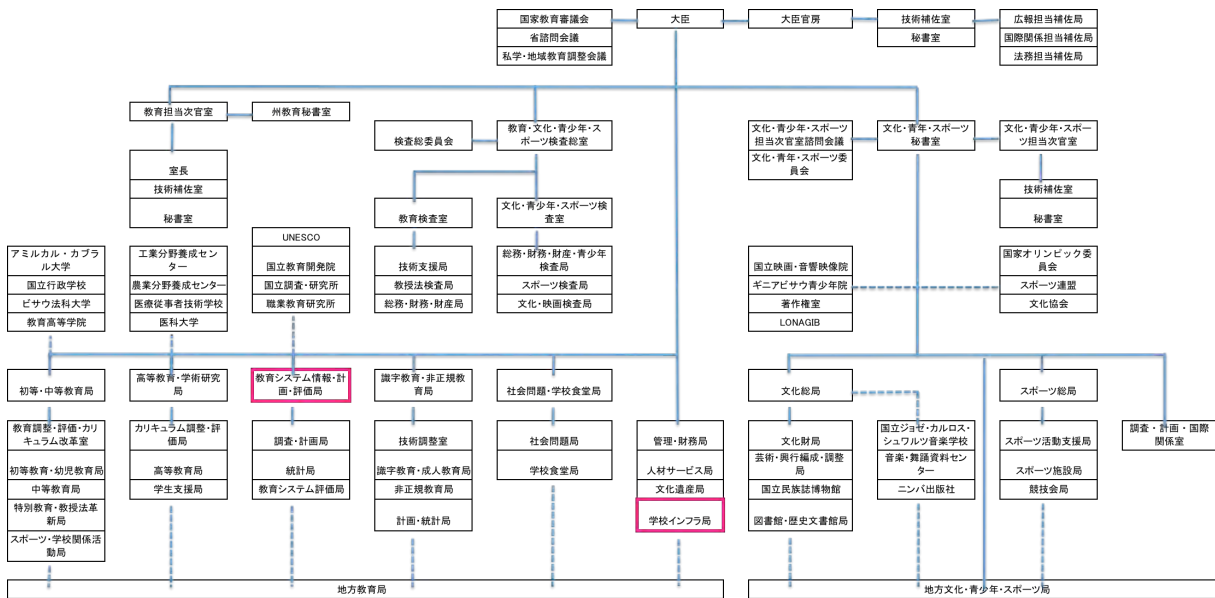 国家教育審議会
省諮問会議
私学・地域教育調整会議
大臣
大臣官房
技術補佐室
秘書室
広報担当補佐局
国際関係担当補佐局
法務担当補佐局
教育担当次官室
州教育秘書室
検査総委員会
教育・文化・青少年・ス
ポーツ検査総室
文化・青少年・スポーツ
担当次官室諮問会議
文化・青年・スポーツ委
員会
文化・青年・スポーツ
秘書室
文化・青少年・スポー
ツ担当次官室
室長
技術補佐室
秘書室
教育検査室
文化・青少年・スポーツ検
査室
技術補佐室
秘書室
アミルカル・カブラ
ル大学
国立行政学校
ビサウ法科大学
教育高等学院
工業分野養成セン
ター
農業分野養成センター
医療従事者技術学校
医科大学
UNESCO
国立教育開発院
国立調査・研究所
職業教育研究所
技術支援局
教授法検査局
総務・財務・財産局
総務・財務・財産・青少年
検査局
スポーツ検査局
文化・映画検査局
国立映画・音響映像院
ギニアビサウ青少年院
著作権室
LONAGIB
国家オリンピック委
員会
スポーツ連盟
文化協会
初等・中等教育局
高等教育・学術研究
局
教育システム情報・計
画・評価局
識字教育・非正規教
育局
社会問題・学校食堂局
文化総局
スポーツ総局
教育調整・評価・カリ
キュラム改革室
初等教育・幼児教育局
中等教育局
特別教育・教授法革
新局
スポーツ・学校関係活
動局
カリキュラム調整・評
価局
高等教育局
学生支援局
調査・計画局
統計局
教育システム評価局
技術調整室
識字教育・成人教育局
非正規教育局
計画・統計局
社会問題局
学校食堂局
管理・財務局
人材サービス局
文化遺産局
学校インフラ局
文化財局
芸術・興行編成・調整
局
国立民族誌博物館
図書館・歴史文書館局
国立ジョゼ・カルロス・
シュワルツ音楽学校
音楽・舞踊資料セン
ター
ニンバ出版社
スポーツ活動支援局
スポーツ施設局
競技会局
調査・計画・国際
関係室
地方教育局
地方文化・青少年・スポーツ局